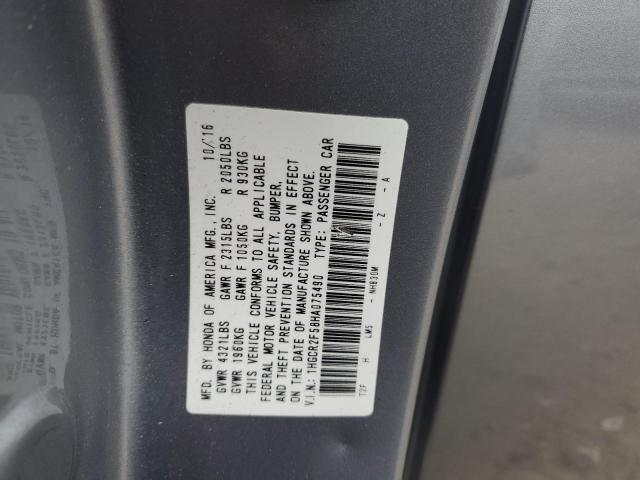 MFD. BY HONDA OF AMERICA MFG., INC. 10/16
GVWR 4321LBS GAWR F 2315LBS R 2050LBS
GVWR 1960KG GAWR F 1050KG R 930KG
THIS VEHICLE CONFORMS TO ALL APPLICABLE
FEDERAL MOTOR VEHICLE SAFETY, BUMPER,
AND THEFT PREVENTION STANDARDS IN EFFECT
ON THE DATE OF MANUFACTURE SHOWN ABOVE.
V.I.N.: 1HGCR2F58HA075490 TYPE: PASSENGER CAR
T2F H LM5 - NH830M - Z - A